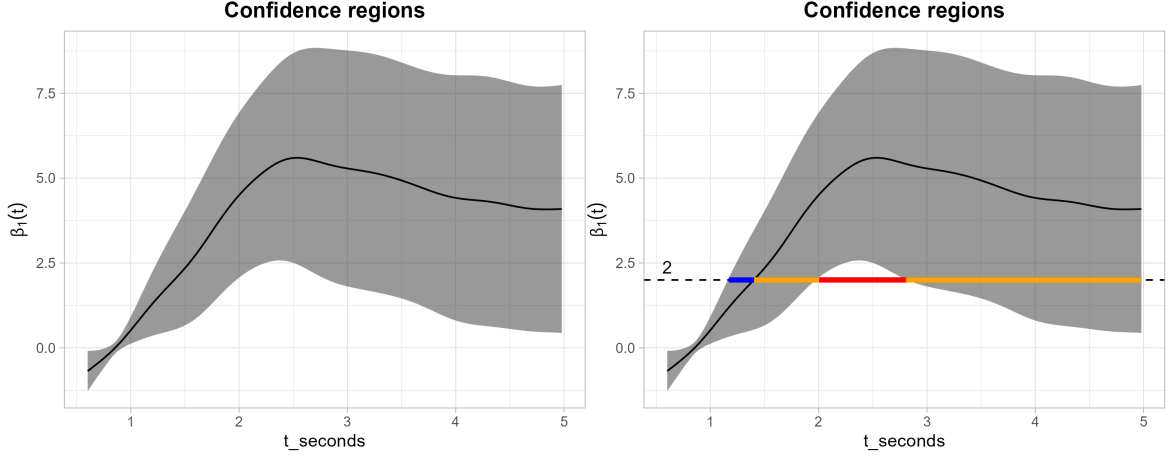 Confidence regions
7.5
5.0
2.5
0.0
β₁(t)
1 2 3 4 5
t_seconds
Confidence regions
7.5
5.0
2.5
0.0
β₁(t)
2
1 2 3 4 5
t_seconds